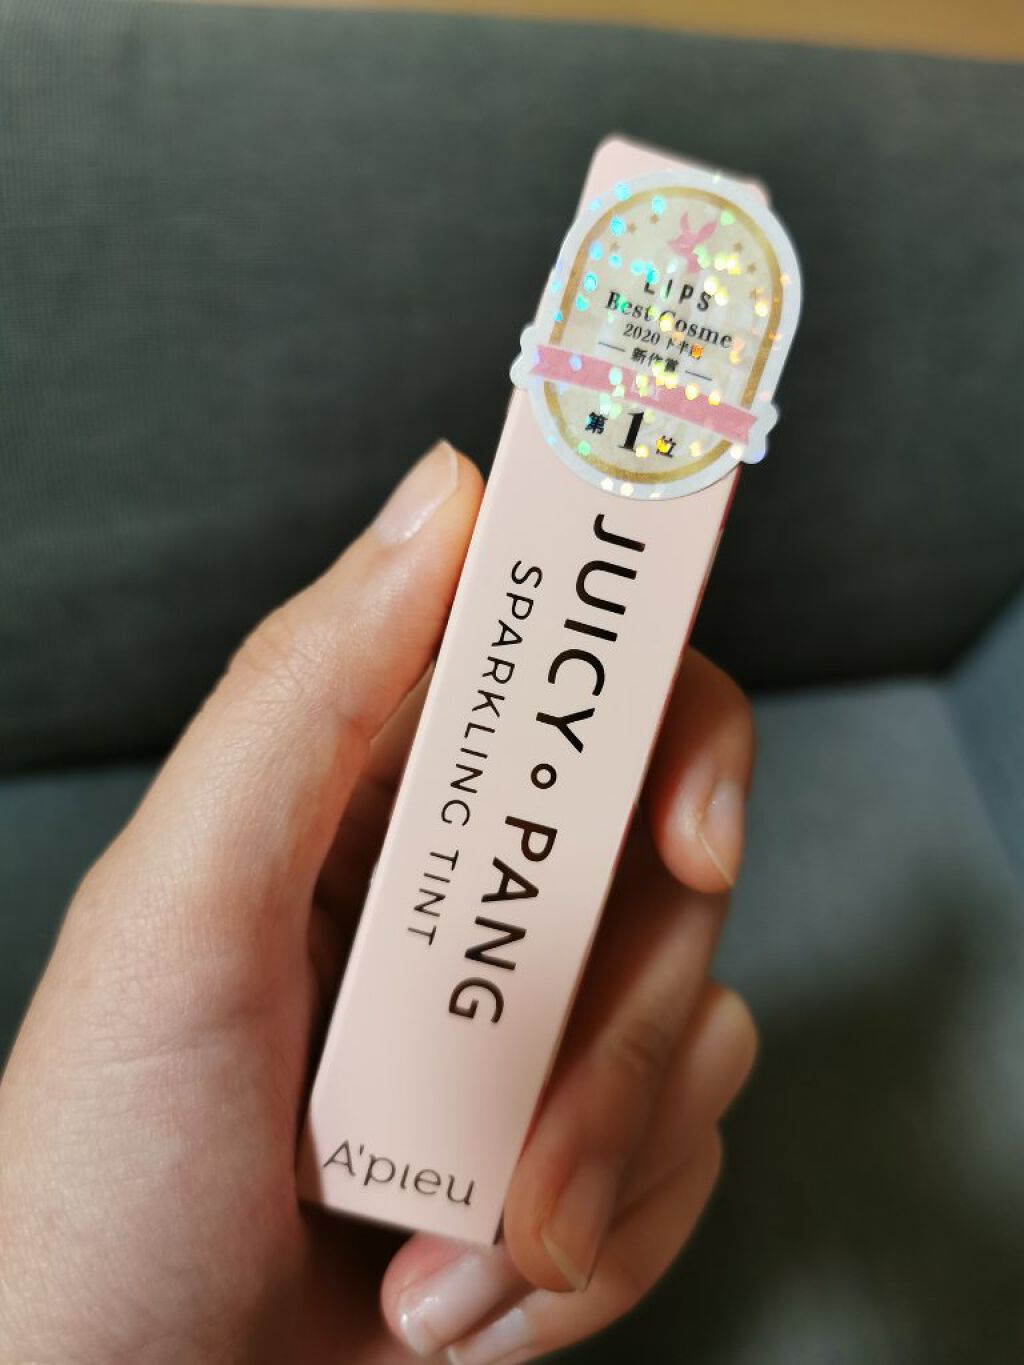 LIPS
Best Cosme
2020 下半期
新作賞
第1位
JUICY PANG
SPARKLING TINT
A'pieu